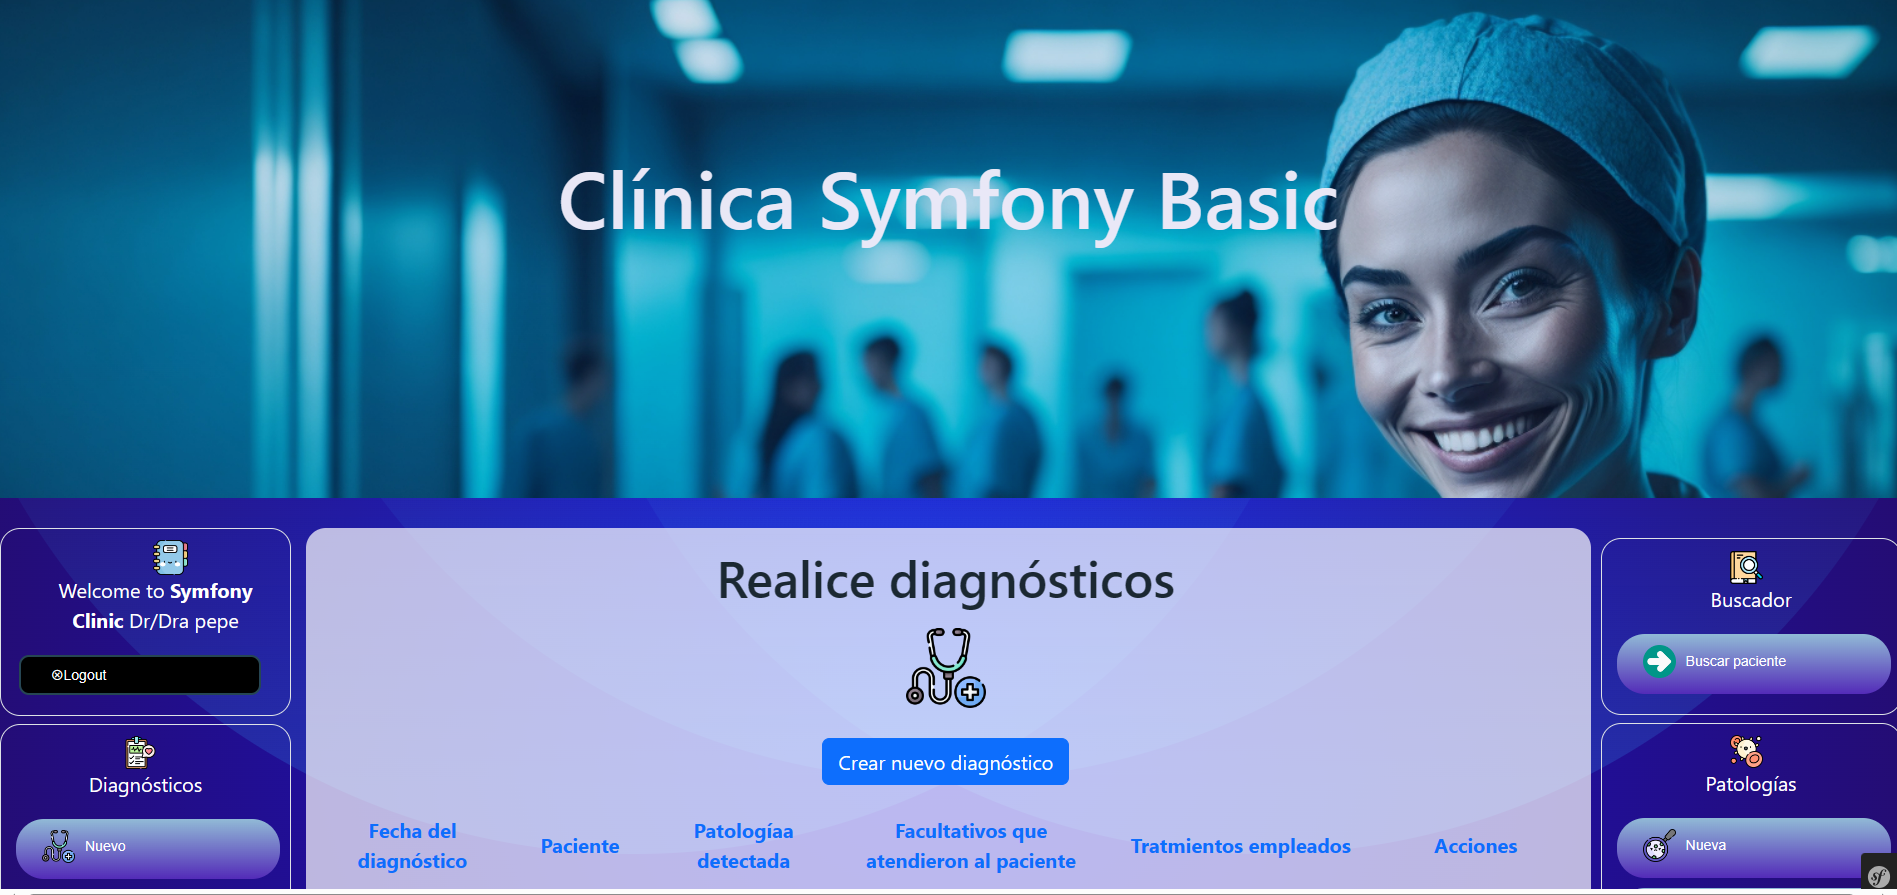 Clínica Symfony Basic
Welcome to Symfony
Clinic Dr/Dra pepe
⊗Logout
Diagnósticos
Nuevo
Realice diagnósticos
Crear nuevo diagnóstico
Fecha del
diagnóstico
Paciente
Patologíaa
detectada
Facultativos que
atendieron al paciente
Tratmientos empleados
Acciones
Buscador
Buscar paciente
Patologías
Nueva
sf